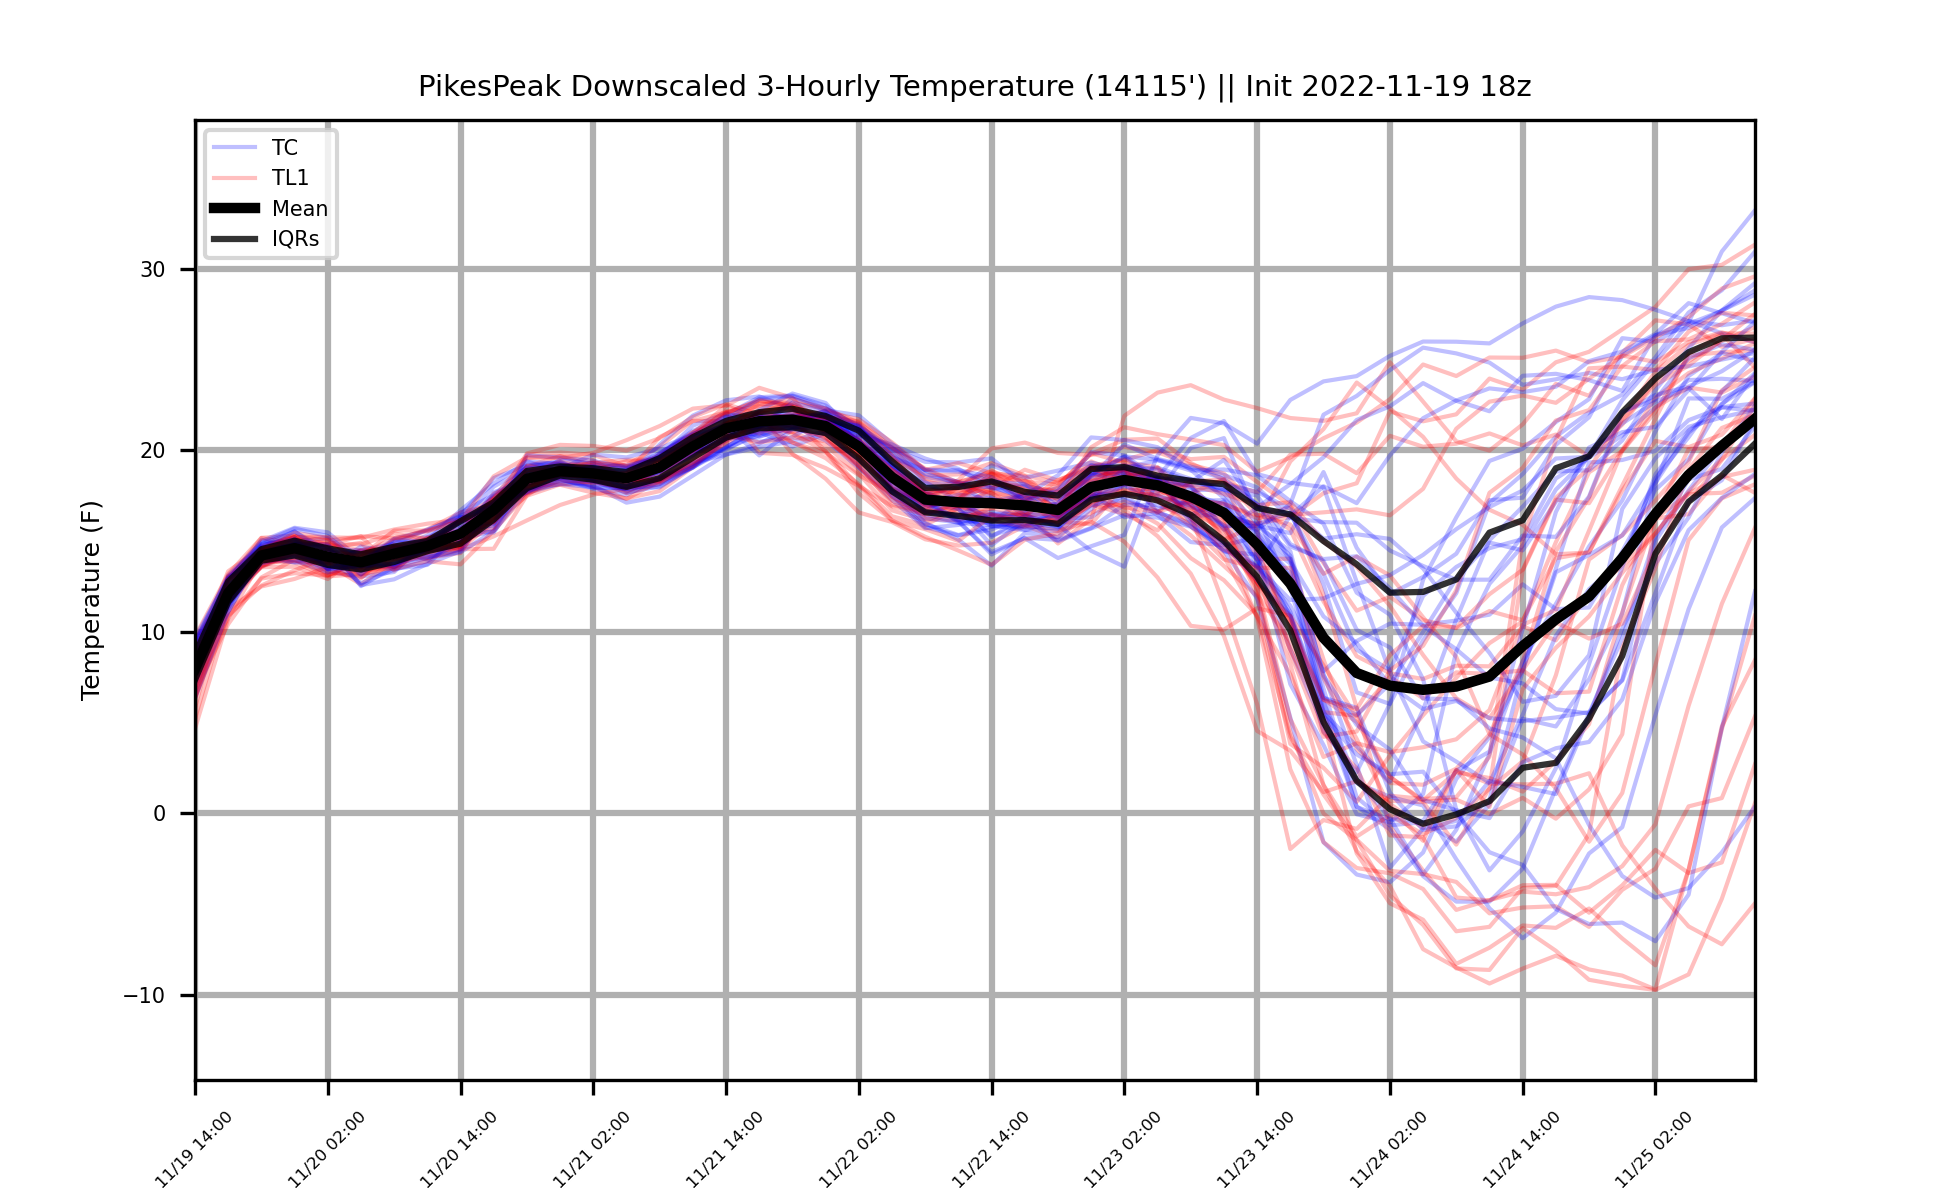 PikesPeak Downscaled 3-Hourly Temperature (14115') || Init 2022-11-19 18z
TC
TL1
Mean
IQRs
30
20
10
0
−10
Temperature (F)
11/19 14:00
11/20 02:00
11/20 14:00
11/21 02:00
11/21 14:00
11/22 02:00
11/22 14:00
11/23 02:00
11/23 14:00
11/24 02:00
11/24 14:00
11/25 02:00